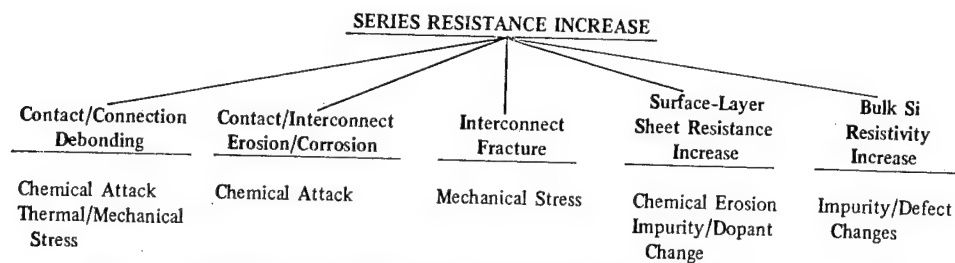 SERIES RESISTANCE INCREASE
Contact/Connection
Debonding
Chemical Attack
Thermal/Mechanical
Stress
Contact/Interconnect
Erosion/Corrosion
Chemical Attack
Interconnect
Fracture
Mechanical Stress
Surface-Layer
Sheet Resistance
Increase
Chemical Erosion
Impurity/Dopant
Change
Bulk Si
Resistivity
Increase
Impurity/Defect
Changes